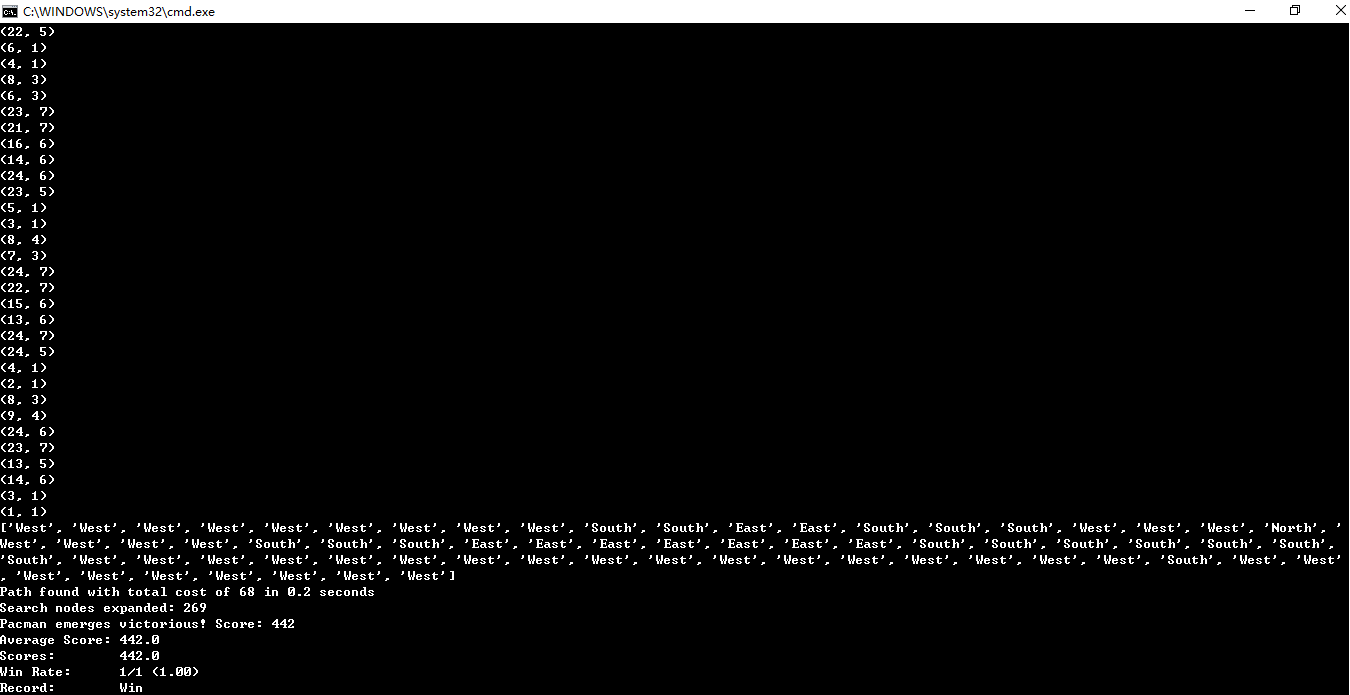 C:\WINDOWS\system32\cmd.exe
(22, 5)
(6, 1)
(4, 1)
(8, 3)
(6, 3)
(23, 7)
(21, 7)
(16, 6)
(14, 6)
(24, 6)
(23, 5)
(5, 1)
(3, 1)
(8, 4)
(7, 3)
(24, 7)
(22, 7)
(15, 6)
(13, 6)
(24, 7)
(24, 5)
(4, 1)
(2, 1)
(8, 3)
(9, 4)
(24, 6)
(23, 7)
(13, 5)
(14, 6)
(3, 1)
(1, 1)
['West', 'West', 'West', 'West', 'West', 'West', 'West', 'West', 'West', 'South', 'South', 'East', 'East', 'South', 'South', 'South', 'West', 'West', 'West', 'North', '
West', 'West', 'West', 'West', 'South', 'South', 'South', 'East', 'East', 'East', 'East', 'East', 'East', 'East', 'South', 'South', 'South', 'South', 'South', 'South',
'South', 'West', 'West', 'West', 'West', 'West', 'West', 'West', 'West', 'West', 'West', 'West', 'West', 'West', 'West', 'West', 'West', 'West', 'South', 'West', 'West'
, 'West', 'West', 'West', 'West', 'West', 'West', 'West']
Path found with total cost of 68 in 0.2 seconds
Search nodes expanded: 269
Pacman emerges victorious! Score: 442
Average Score: 442.0
Scores:        442.0
Win Rate:      1/1 (1.00)
Record:        Win